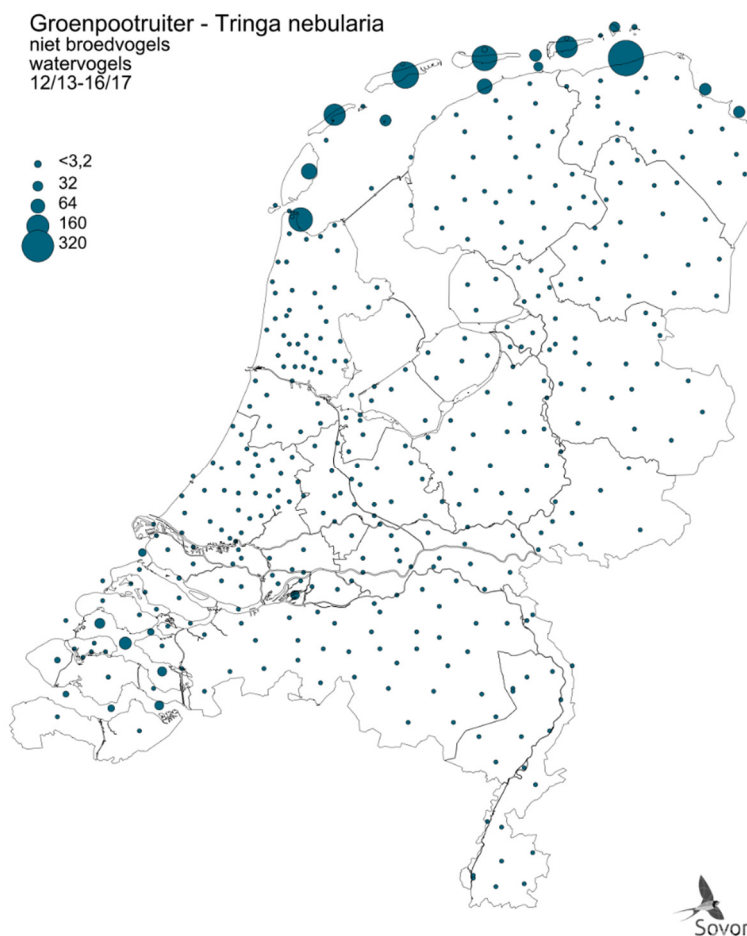 Groenpootruiter - Tringa nebularia
niet broedvogels
watervogels
12/13-16/17
<3,2
32
64
160
320
Sovon